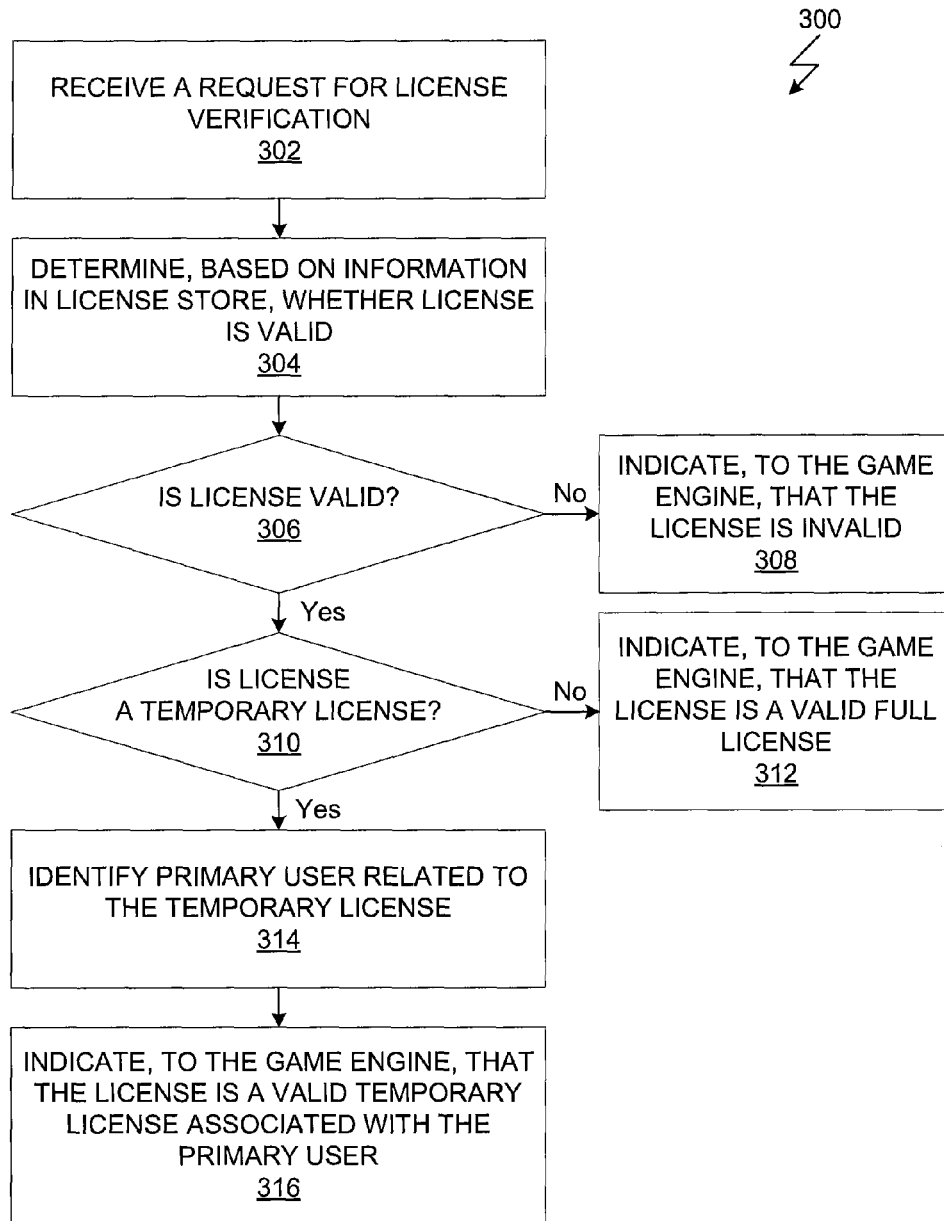 300
RECEIVE A REQUEST FOR LICENSE
VERIFICATION
302
DETERMINE, BASED ON INFORMATION
IN LICENSE STORE, WHETHER LICENSE
IS VALID
304
IS LICENSE VALID?
306
No
INDICATE, TO THE GAME
ENGINE, THAT THE
LICENSE IS INVALID
308
Yes
IS LICENSE
A TEMPORARY LICENSE?
310
No
INDICATE, TO THE GAME
ENGINE, THAT THE
LICENSE IS A VALID FULL
LICENSE
312
Yes
IDENTIFY PRIMARY USER RELATED TO
THE TEMPORARY LICENSE
314
INDICATE, TO THE GAME ENGINE, THAT
THE LICENSE IS A VALID TEMPORARY
LICENSE ASSOCIATED WITH THE
PRIMARY USER
316